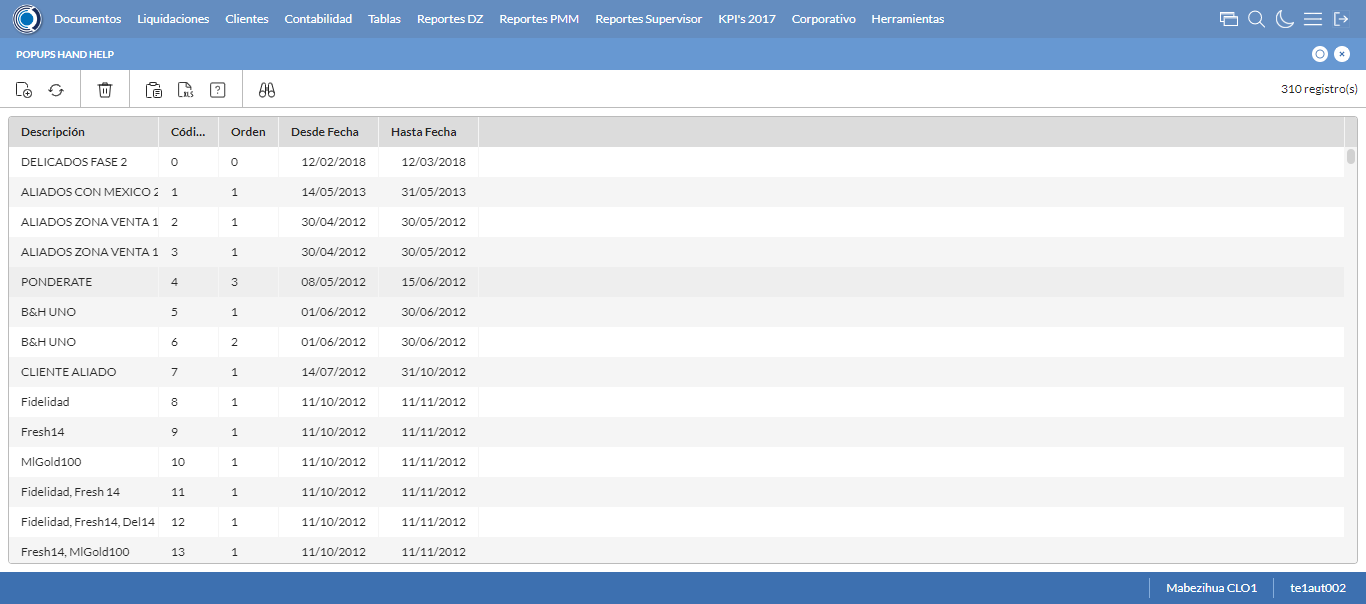 Documentos Liquidaciones Clientes Contabilidad Tablas Reportes DZ Reportes PMM Reportes Supervisor KPI's 2017 Corporativo Herramientas
POPUPS HAND HELP
XLS ? 310 registro(s)
Descripción Códi... Orden Desde Fecha Hasta Fecha
DELICADOS FASE 2 0 0 12/02/2018 12/03/2018
ALIADOS CON MEXICO 2 1 1 14/05/2013 31/05/2013
ALIADOS ZONA VENTA 1 2 1 30/04/2012 30/05/2012
ALIADOS ZONA VENTA 1 3 1 30/04/2012 30/05/2012
PONDERATE 4 3 08/05/2012 15/06/2012
B&H UNO 5 1 01/06/2012 30/06/2012
B&H UNO 6 2 01/06/2012 30/06/2012
CLIENTE ALIADO 7 1 14/07/2012 31/10/2012
Fidelidad 8 1 11/10/2012 11/11/2012
Fresh14 9 1 11/10/2012 11/11/2012
MlGold100 10 1 11/10/2012 11/11/2012
Fidelidad, Fresh 14 11 1 11/10/2012 11/11/2012
Fidelidad, Fresh14, Del14 12 1 11/10/2012 11/11/2012
Fresh14, MlGold100 13 1 11/10/2012 11/11/2012
Mabezihua CLO1 te1aut002